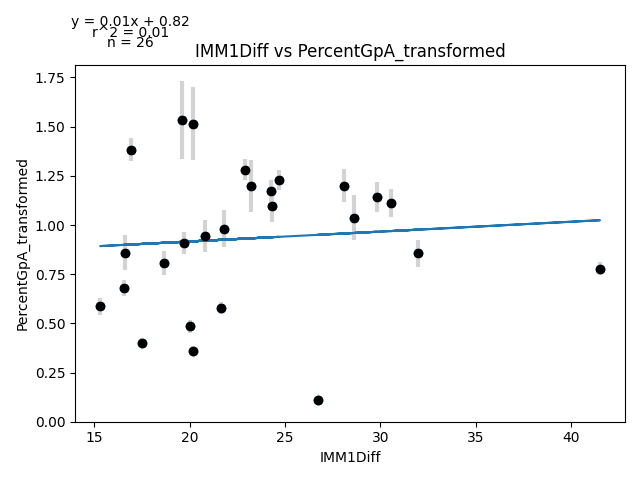 y = 0.01x + 0.82
r^2 = 0.01
n = 26
IMM1Diff vs PercentGpA_transformed
PercentGpA_transformed
1.75
1.50
1.25
1.00
0.75
0.50
0.25
0.00
15 20 25 30 35 40
IMM1Diff